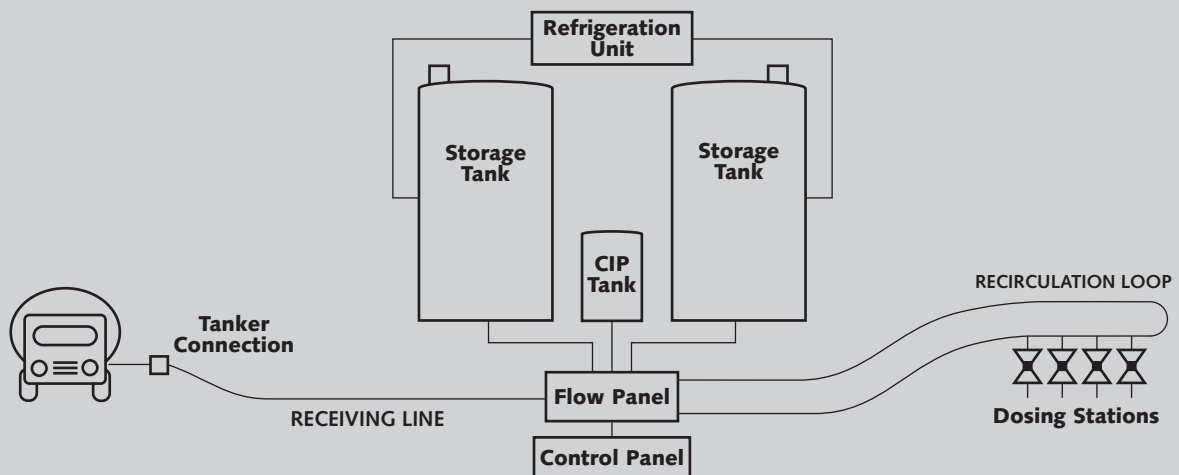 Refrigeration
Unit
Storage
Tank
Storage
Tank
CIP
Tank
RECIRCULATION LOOP
Tanker
Connection
Flow Panel
RECEIVING LINE
Dosing Stations
Control Panel